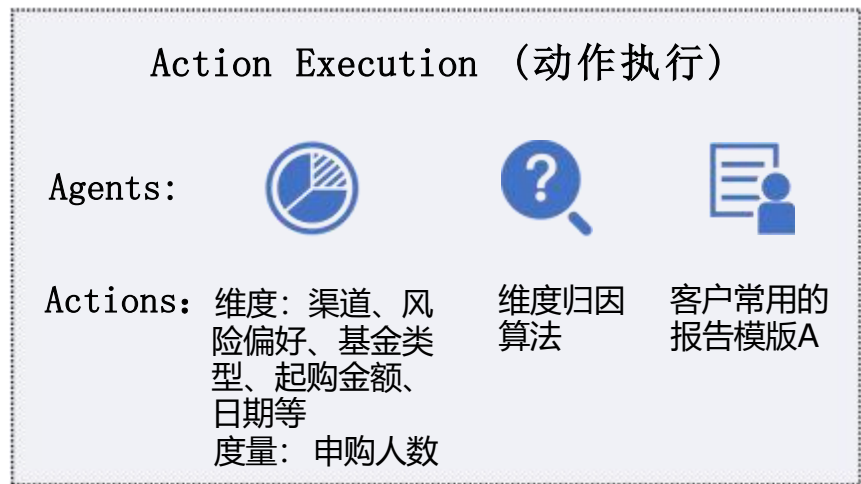 Action Execution (动作执行)
Agents:
?
Actions：
维度：渠道、风
险偏好、基金类
型、起购金额、
日期等
度量： 申购人数
维度归因
算法
客户常用的
报告模版A